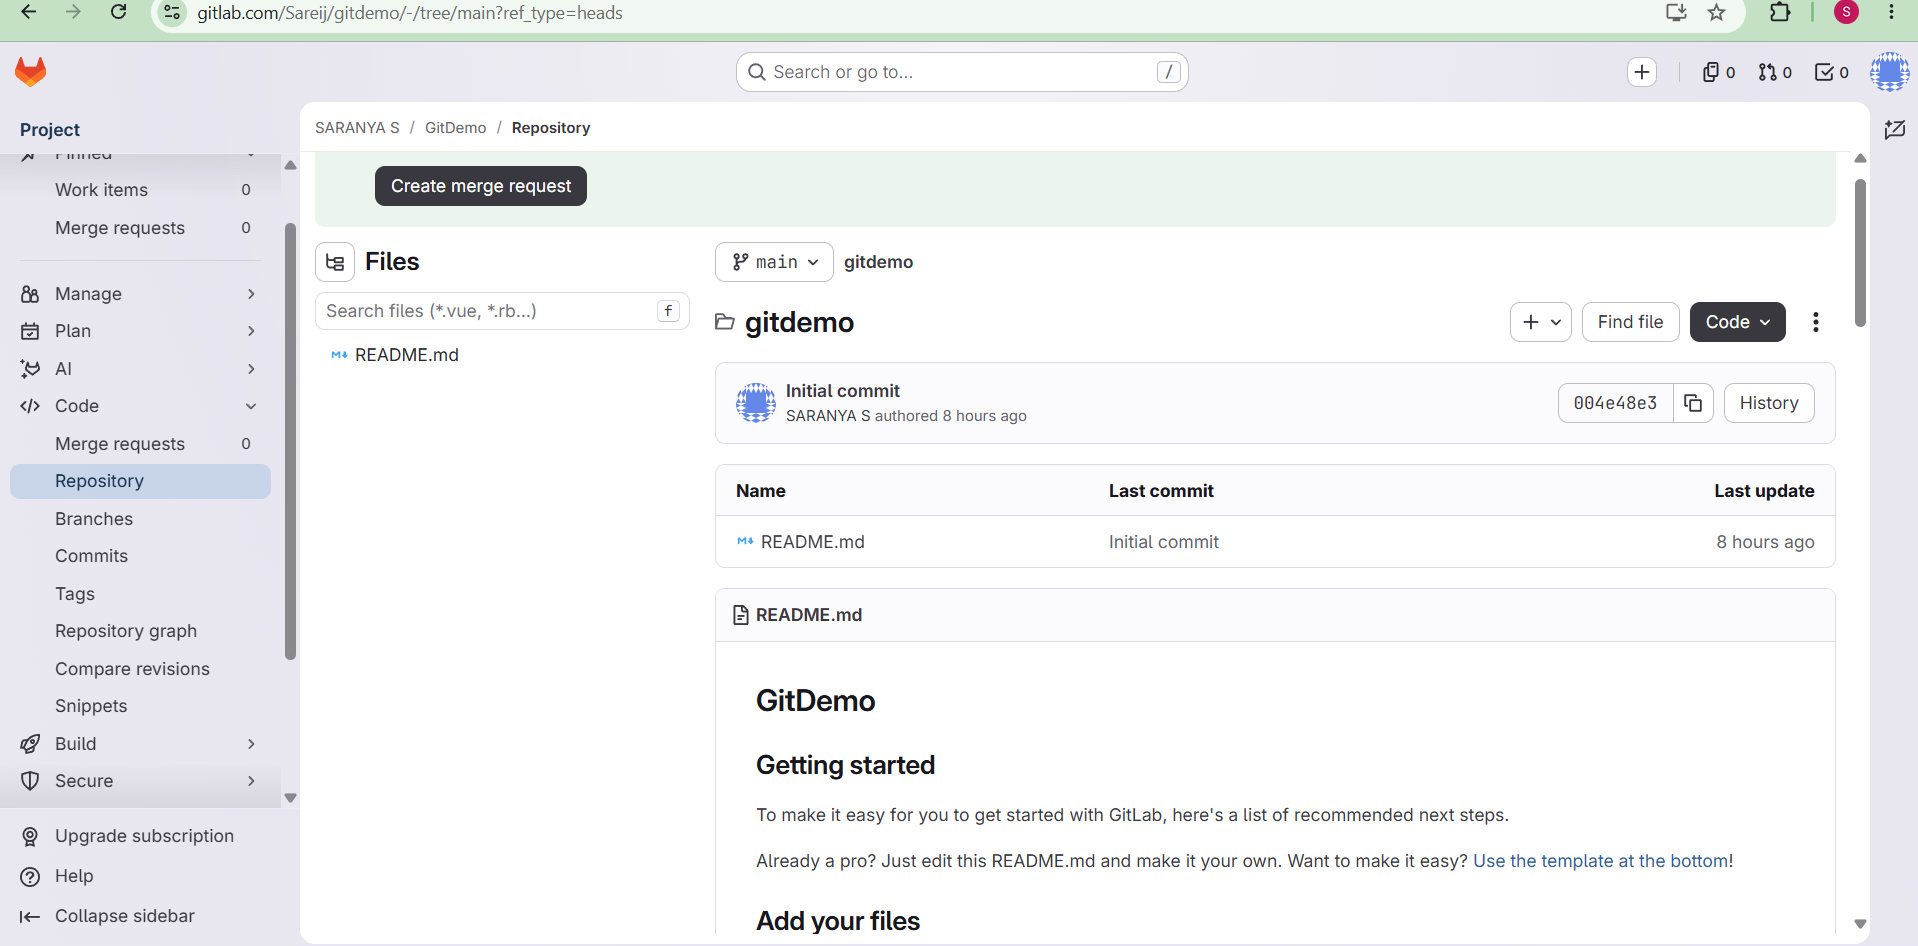 gitlab.com/Sareij/gitdemo/-/tree/main?ref_type=heads
S
Search or go to...
/
0
0
0
Project
Pinned
Work items 0
Merge requests 0
Manage
Plan
AI
Code
Merge requests 0
Repository
Branches
Commits
Tags
Repository graph
Compare revisions
Snippets
Build
Secure
Upgrade subscription
Help
Collapse sidebar
SARANYA S / GitDemo / Repository
Create merge request
Files
Search files (*.vue, *.rb...) f
README.md
main
gitdemo
gitdemo
Find file
Code
Initial commit
SARANYA S authored 8 hours ago
004e48e3
History
Name Last commit Last update
README.md Initial commit 8 hours ago
README.md
GitDemo
Getting started
To make it easy for you to get started with GitLab, here's a list of recommended next steps.
Already a pro? Just edit this README.md and make it your own. Want to make it easy? Use the template at the bottom!
Add your files